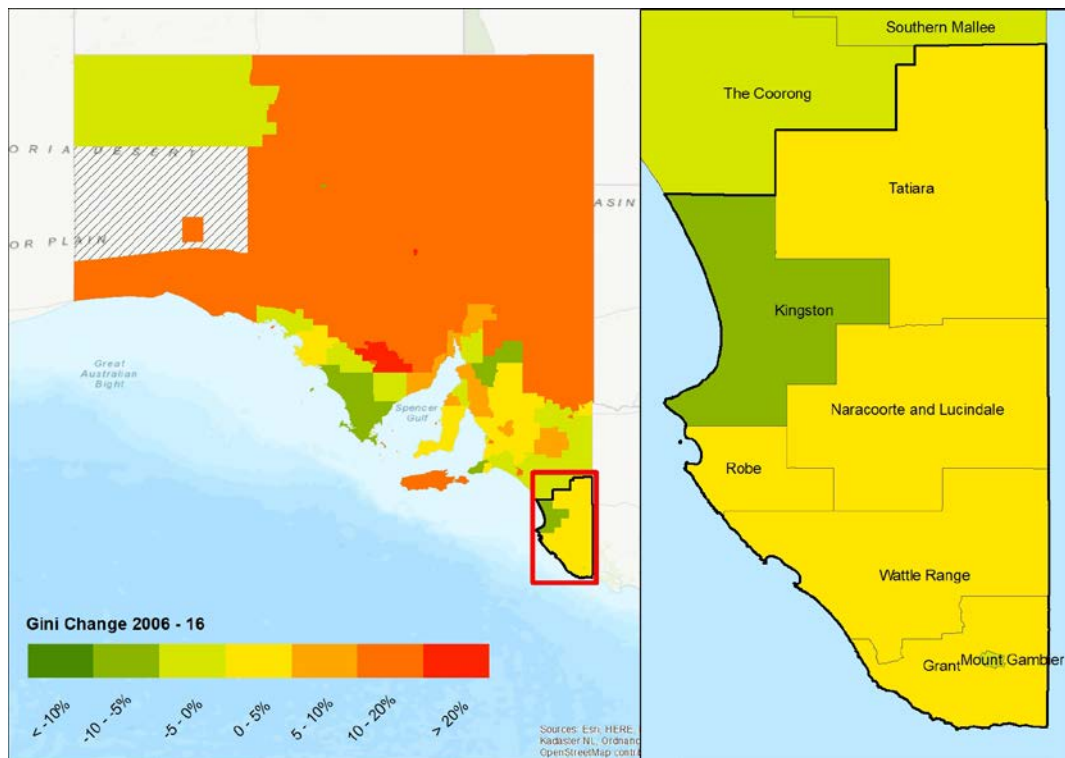 ORIA DESERT
OR PLAIN
ASIN
Great
Australian
Bight
Spencer
Gulf
Gini Change 2006 - 16
< -10%
-10 - -5%
-5 - 0%
0 - 5%
5 - 10%
10 - 20%
> 20%
Sources: Esri, HERE,
Kadaster NL, Ordnan
OpenStreetMap contri
Southern Mallee
The Coorong
Tatiara
Kingston
Naracoorte and Lucindale
Robe
Wattle Range
Grant
Mount Gambier